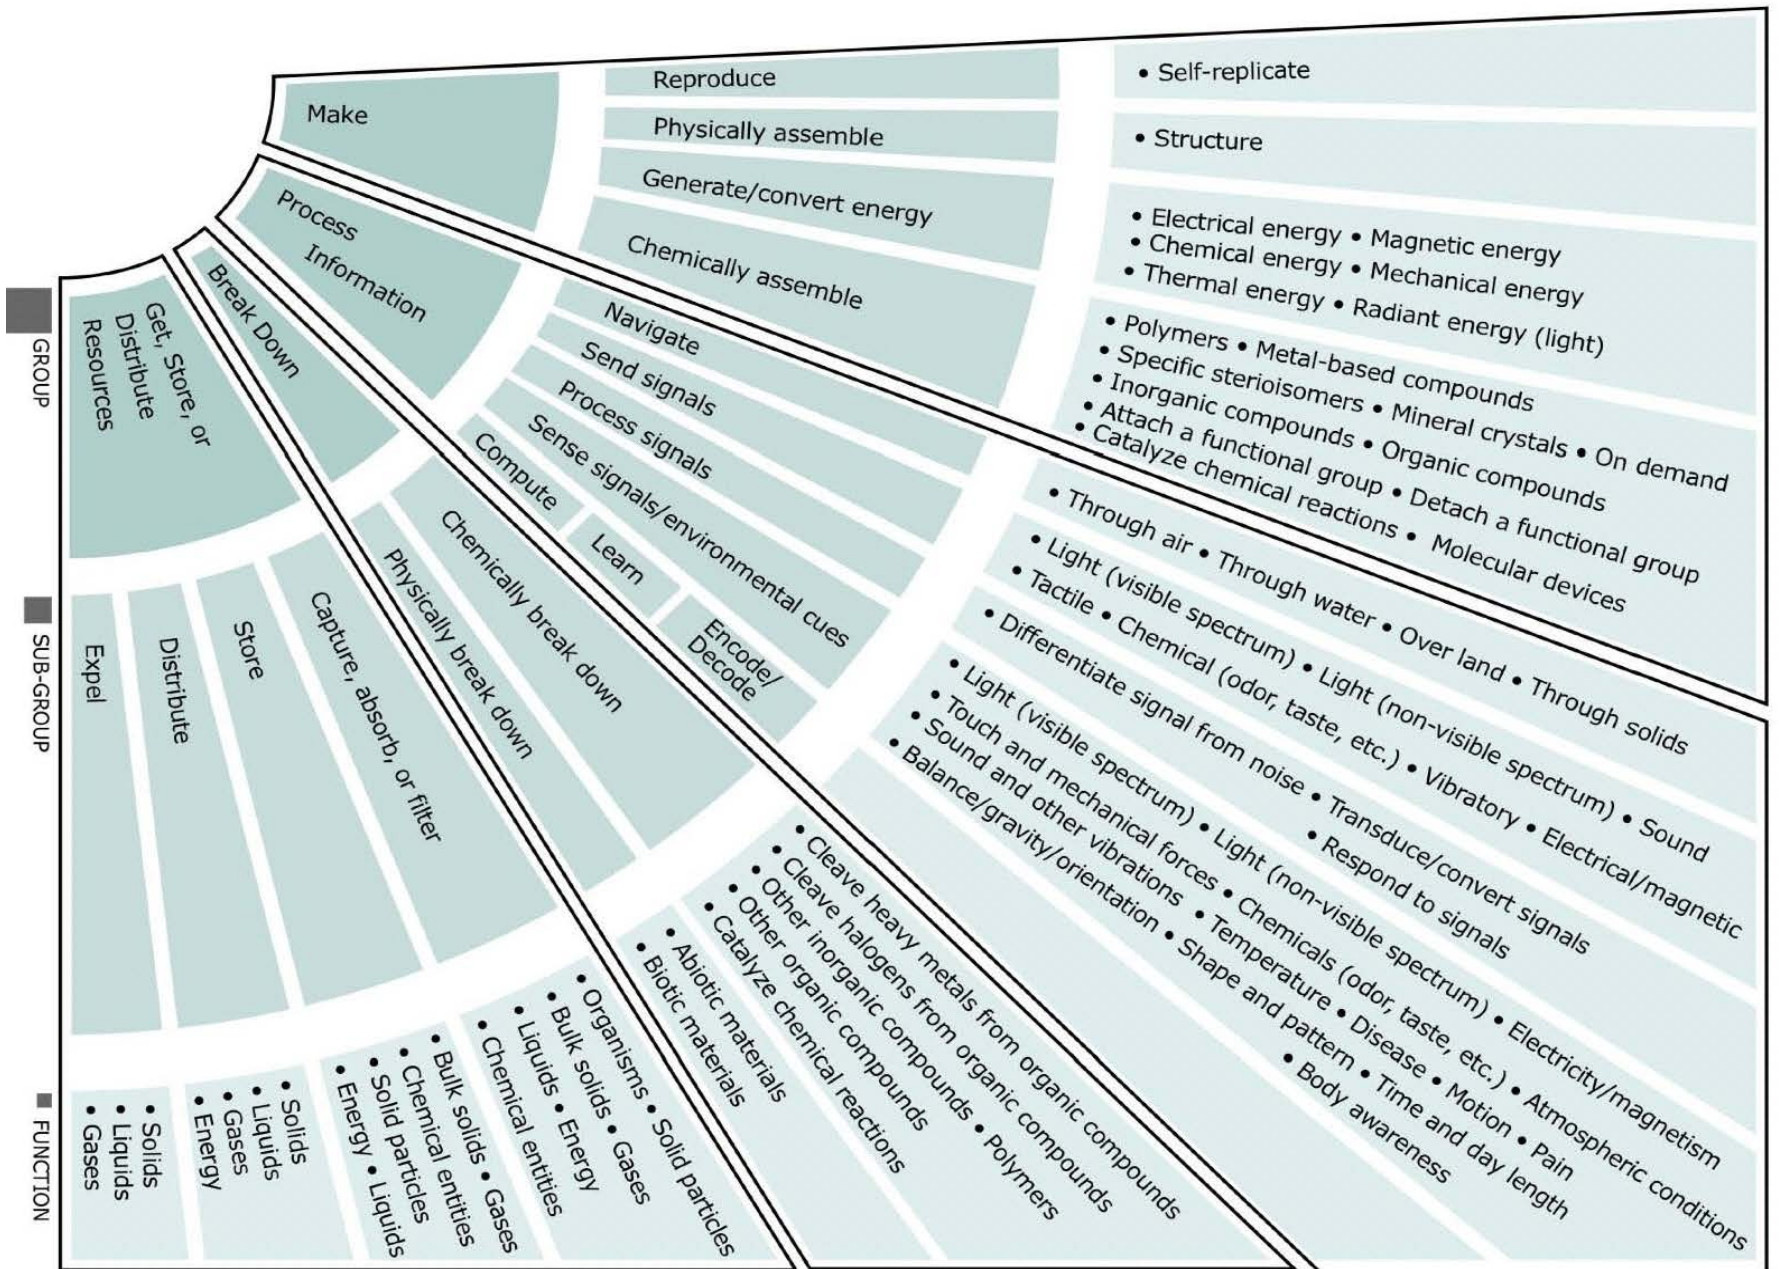 Make
Reproduce
• Self-replicate
Physically assemble
• Structure
Generate/convert energy
• Electrical energy • Magnetic energy
• Chemical energy • Mechanical energy
• Thermal energy • Radiant energy (light)
Chemically assemble
• Polymers • Metal-based compounds
• Specific sterioisomers • Mineral crystals • On demand
• Inorganic compounds • Organic compounds
• Attach a functional group • Detach a functional group
• Catalyze chemical reactions • Molecular devices
Process
Information
Navigate
• Through air • Through water • Over land • Through solids
Send signals
• Light (visible spectrum) • Light (non-visible spectrum) • Sound
• Tactile • Chemical (odor, taste, etc.) • Vibratory • Electrical/magnetic
Process signals
• Differentiate signal from noise • Transduce/convert signals
• Respond to signals
Sense signals/environmental cues
• Light (visible spectrum) • Light (non-visible spectrum) • Electricity/magnetism
• Touch and mechanical forces • Chemicals (odor, taste, etc.) • Atmospheric conditions
• Sound and other vibrations • Temperature • Disease • Motion • Pain
• Balance/gravity/orientation • Shape and pattern • Time and day length
• Body awareness
Compute
Learn
Encode/
Decode
Break Down
Chemically break down
• Cleave heavy metals from organic compounds
• Cleave halogens from organic compounds
• Other inorganic compounds • Polymers
• Other organic compounds
• Catalyze chemical reactions
Physically break down
• Abiotic materials
• Biotic materials
Get, Store, or
Distribute
Resources
Capture, absorb, or filter
• Organisms • Solid particles
• Bulk solids • Gases
• Liquids • Energy
• Chemical entities
Store
• Bulk solids • Gases
• Chemical entities
• Solid particles
• Energy • Liquids
Distribute
• Solids
• Liquids
• Gases
• Energy
Expel
• Solids
• Liquids
• Gases
GROUP
SUB-GROUP
FUNCTION